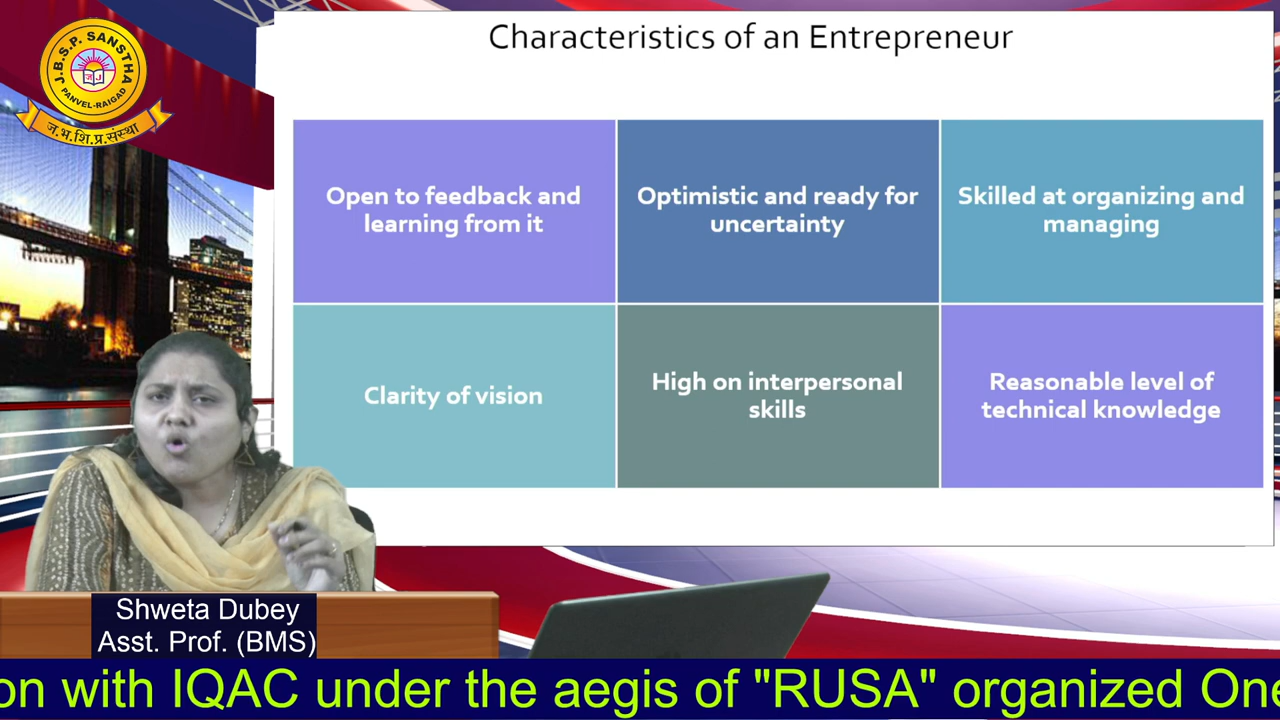 J.B.S.P. SANSTHA
PANVEL-RAIGAD
ज.भ.शि.प्र.संस्था
Characteristics of an Entrepreneur
Open to feedback and
learning from it
Optimistic and ready for
uncertainty
Skilled at organizing and
managing
Clarity of vision
High on interpersonal
skills
Reasonable level of
technical knowledge
Shweta Dubey
Asst. Prof. (BMS)
on with IQAC under the aegis of "RUSA" organized One